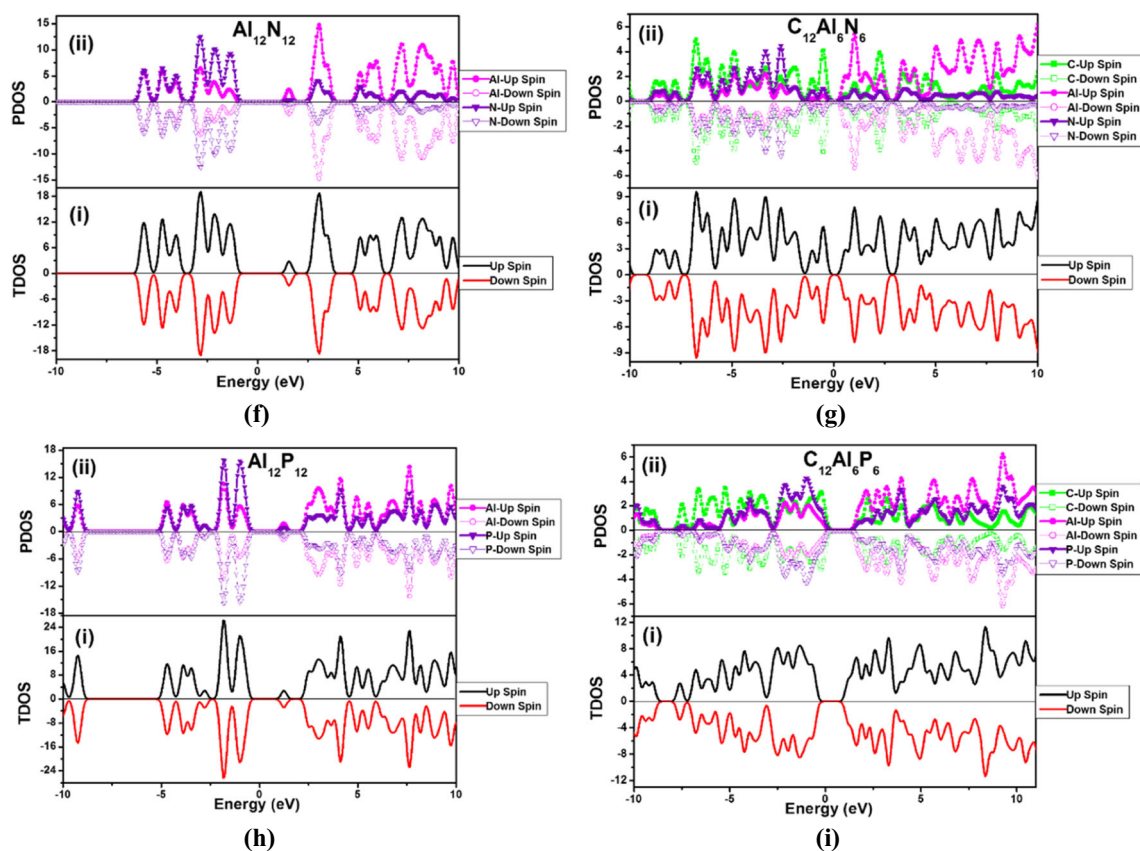 (ii)
Al12N12
PDOS
15
10
5
0
-5
-10
-15
Al-Up Spin
Al-Down Spin
N-Up Spin
N-Down Spin
(i)
TDOS
18
12
6
0
-6
-12
-18
Up Spin
Down Spin
-10 -5 0 5 10
Energy (eV)
(f)
(ii)
C12Al6N6
PDOS
6
4
2
0
-2
-4
-6
C-Up Spin
C-Down Spin
Al-Up Spin
Al-Down Spin
N-Up Spin
N-Down Spin
(i)
TDOS
9
6
3
0
-3
-6
-9
Up Spin
Down Spin
-10 -5 0 5 10
Energy (eV)
(g)
(ii)
Al12P12
PDOS
18
12
6
0
-6
-12
-18
Al-Up Spin
Al-Down Spin
P-Up Spin
P-Down Spin
(i)
TDOS
24
16
8
0
-8
-16
-24
Up Spin
Down Spin
-10 -5 0 5 10
Energy (eV)
(h)
(ii)
C12Al6P6
PDOS
6
4
2
0
-2
-4
-6
C-Up Spin
C-Down Spin
Al-Up Spin
Al-Down Spin
P-Up Spin
P-Down Spin
(i)
TDOS
12
8
4
0
-4
-8
-12
Up Spin
Down Spin
-10 -5 0 5 10
Energy (eV)
(i)